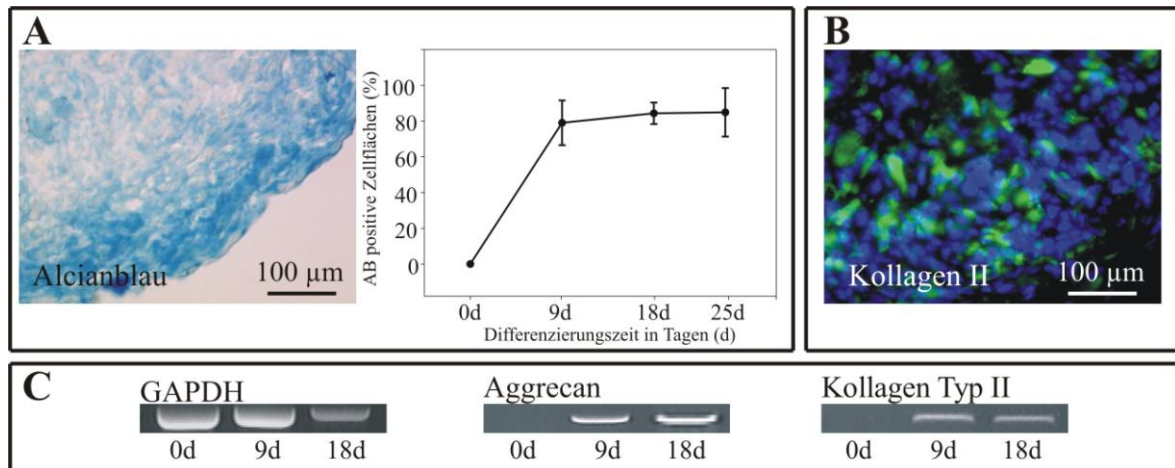 A
Alcianblau
100 µm
AB positive Zellflächen (%)
100
80
60
40
20
0
0d 9d 18d 25d
Differenzierungszeit in Tagen (d)
B
Kollagen II
100 µm
C
GAPDH
0d 9d 18d
Aggrecan
0d 9d 18d
Kollagen Typ II
0d 9d 18d